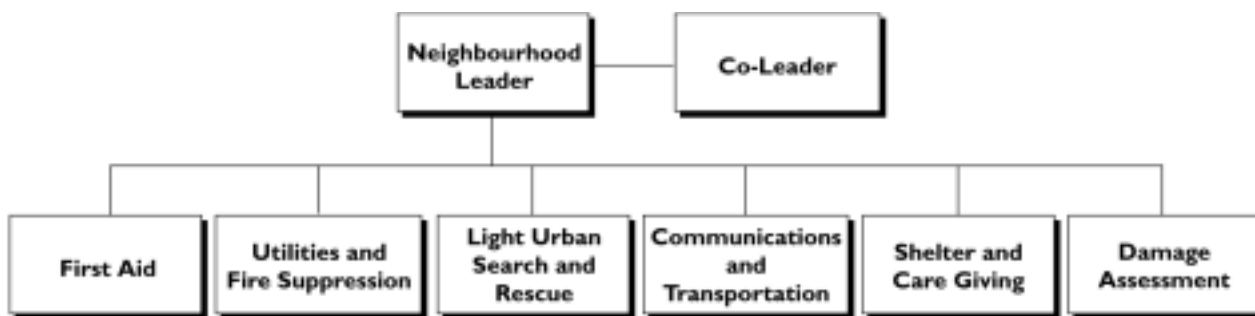 Neighbourhood
Leader
Co-Leader
First Aid
Utilities and
Fire Suppression
Light Urban
Search and
Rescue
Communications
and
Transportation
Shelter and
Care Giving
Damage
Assessment